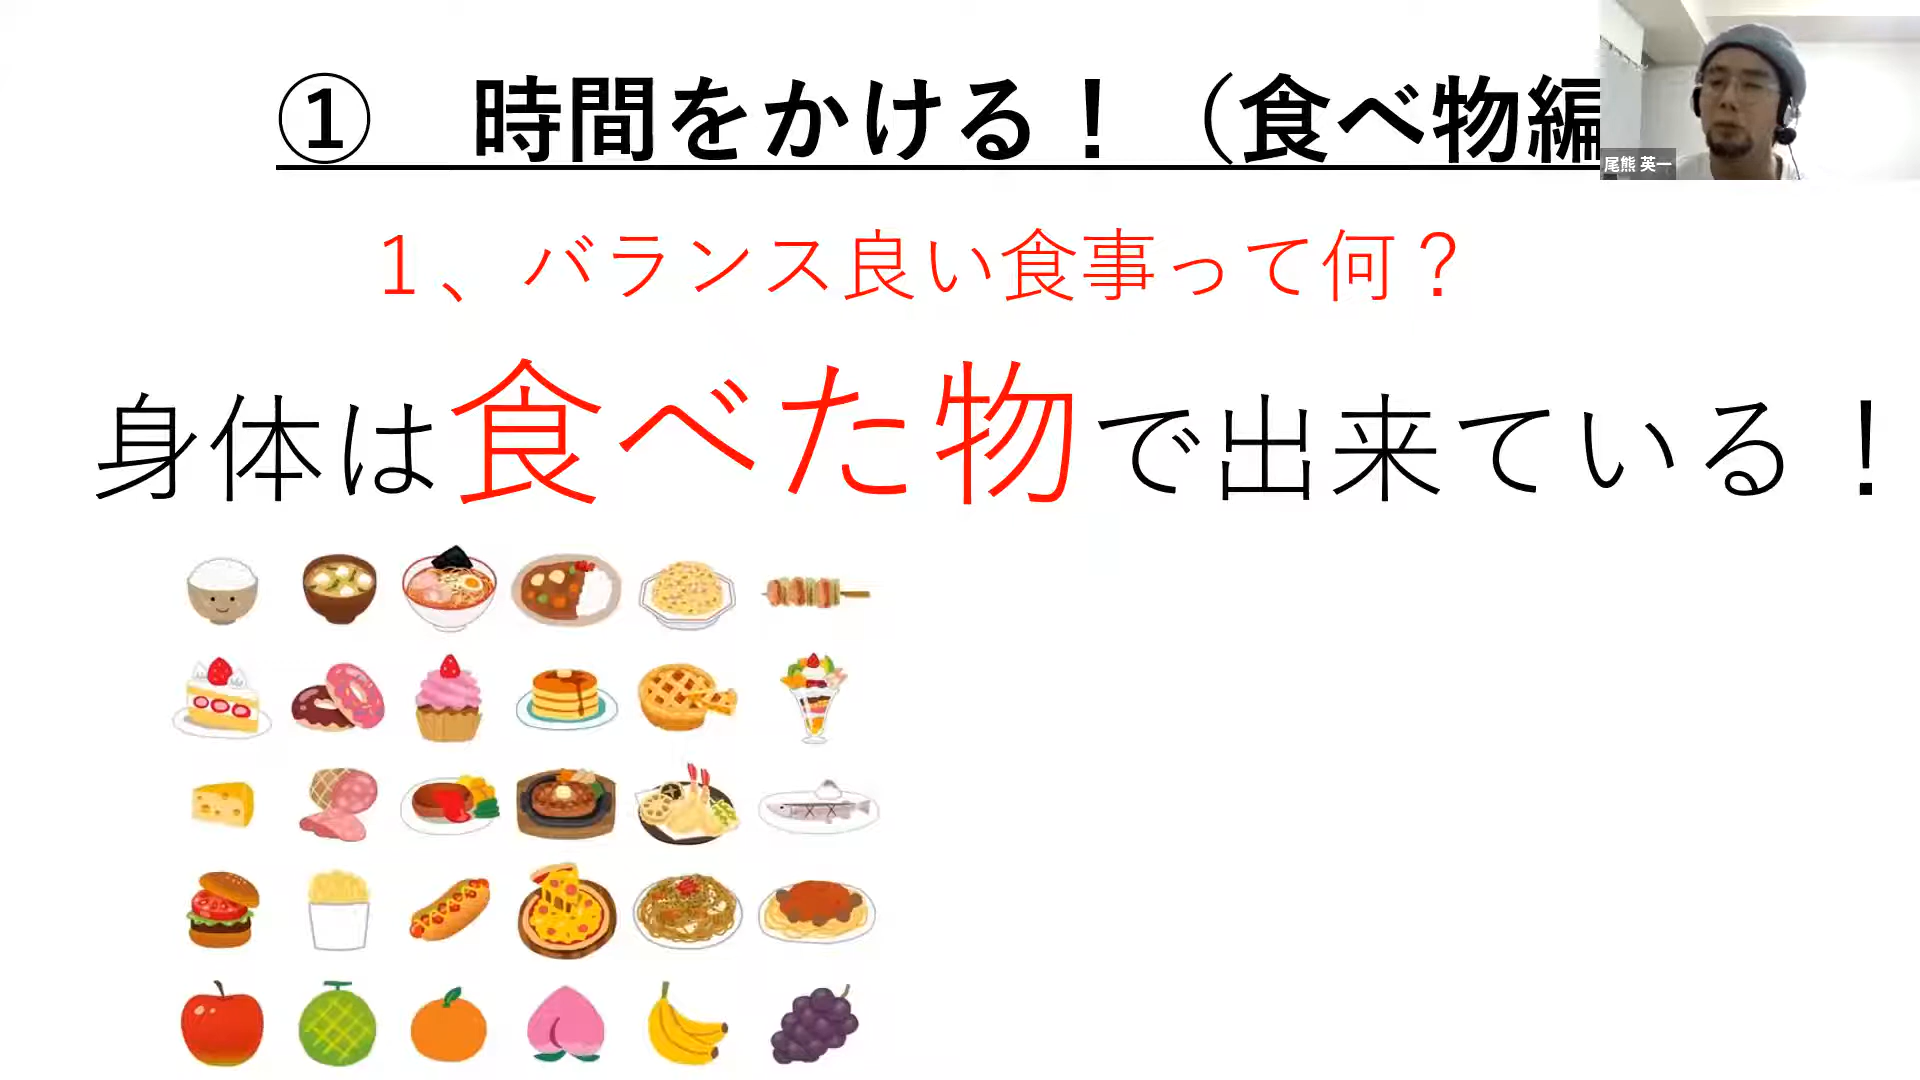 ①　時間をかける！（食べ物編
尾熊 英一
１、バランス良い食事って何？
身体は食べた物で出来ている！